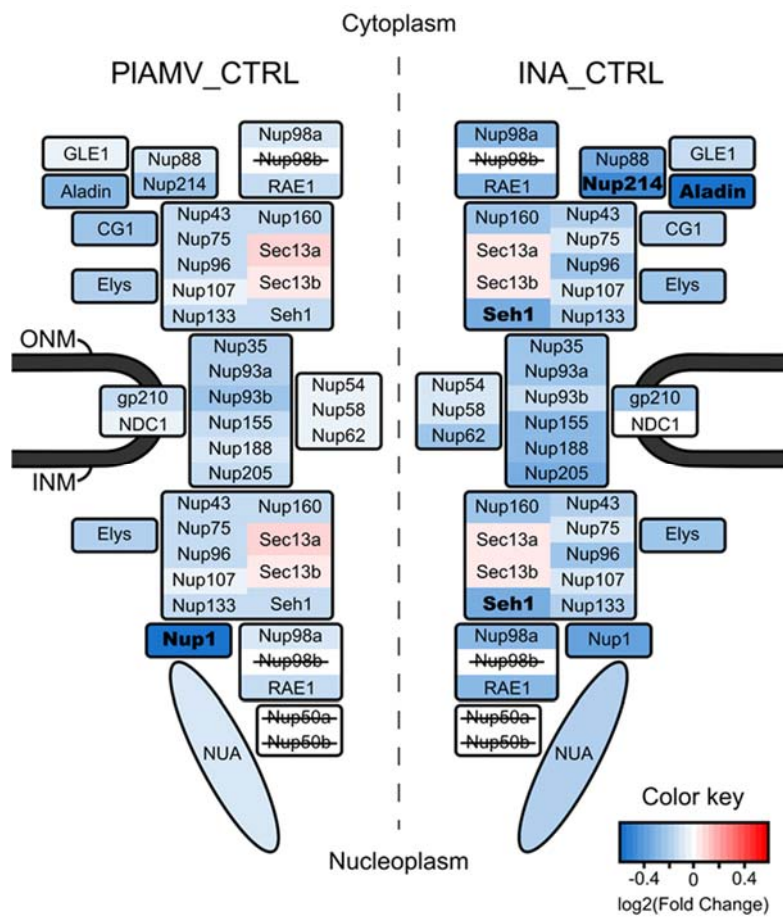 Cytoplasm
PlAMV_CTRL
INA_CTRL
GLE1
Aladin
Nup88
Nup214
Nup98a
Nup98b
RAE1
CG1
Elys
Nup43
Nup75
Nup96
Nup107
Nup133
Nup160
Sec13a
Sec13b
Seh1
ONM
INM
gp210
NDC1
Nup35
Nup93a
Nup93b
Nup155
Nup188
Nup205
Nup54
Nup58
Nup62
Elys
Nup43
Nup75
Nup96
Nup107
Nup133
Nup160
Sec13a
Sec13b
Seh1
Nup1
Nup98a
Nup98b
RAE1
Nup50a
Nup50b
NUA
Nup98a
Nup98b
RAE1
Nup88
Nup214
GLE1
Aladin
Nup160
Sec13a
Sec13b
Seh1
Nup43
Nup75
Nup96
Nup107
Nup133
CG1
Elys
Nup54
Nup58
Nup62
Nup35
Nup93a
Nup93b
Nup155
Nup188
Nup205
gp210
NDC1
Nup160
Sec13a
Sec13b
Seh1
Nup43
Nup75
Nup96
Nup107
Nup133
Elys
Nup98a
Nup98b
RAE1
Nup1
Nup50a
Nup50b
NUA
Nucleoplasm
Color key
-0.4 0 0.4
log2(Fold Change)